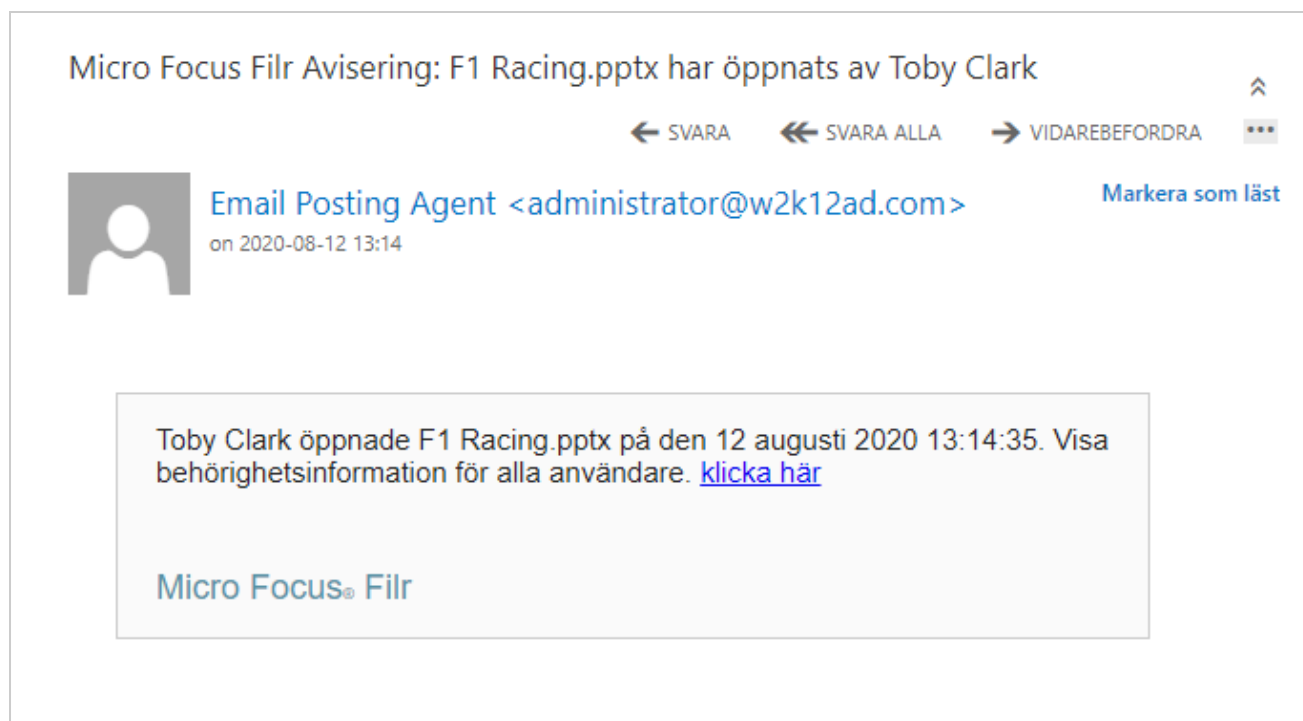 Micro Focus Filr Avisering: F1 Racing.pptx har öppnats av Toby Clark
SVARA SVARA ALLA VIDAREBEFORDRA ...
Email Posting Agent <administrator@w2k12ad.com> Markera som läst
on 2020-08-12 13:14
Toby Clark öppnade F1 Racing.pptx på den 12 augusti 2020 13:14:35. Visa
behörighetsinformation för alla användare. klicka här
Micro Focus® Filr